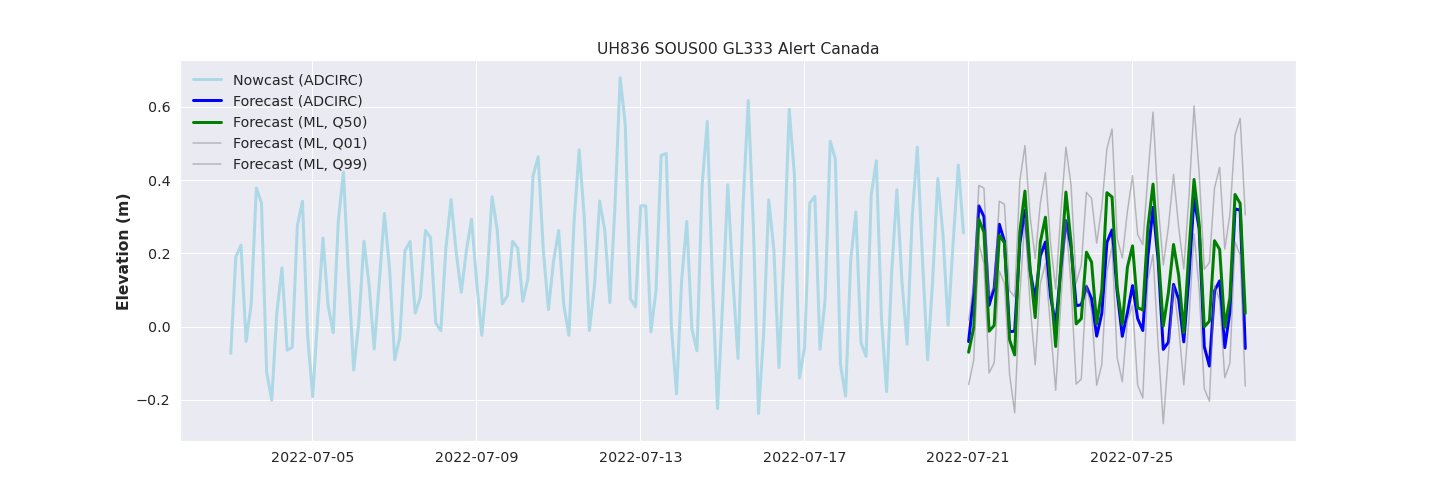 UH836 SOUS00 GL333 Alert Canada
Nowcast (ADCIRC)
Forecast (ADCIRC)
Forecast (ML, Q50)
Forecast (ML, Q01)
Forecast (ML, Q99)
Elevation (m)
0.6
0.4
0.2
0.0
−0.2
2022-07-05 2022-07-09 2022-07-13 2022-07-17 2022-07-21 2022-07-25